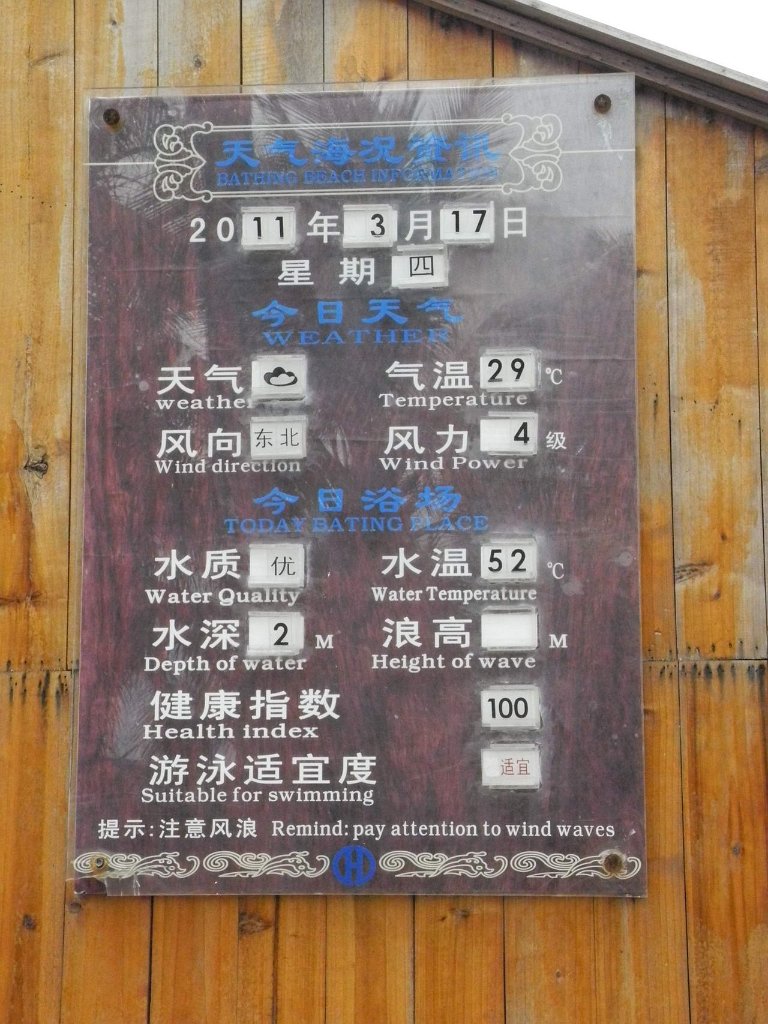 天气海况资讯
BATHING BEACH INFORMATION
2011年3月17日
星期四
今日天气
WEATHER
天气 气温 29 ℃
weather Temperature
风向 东北 风力 4 级
Wind direction Wind Power
今日浴场
TODAY BATING PLACE
水质 优 水温 52 ℃
Water Quality Water Temperature
水深 2 M 浪高 M
Depth of water Height of wave
健康指数 100
Health index
游泳适宜度 适宜
Suitable for swimming
提示:注意风浪 Remind: pay attention to wind waves